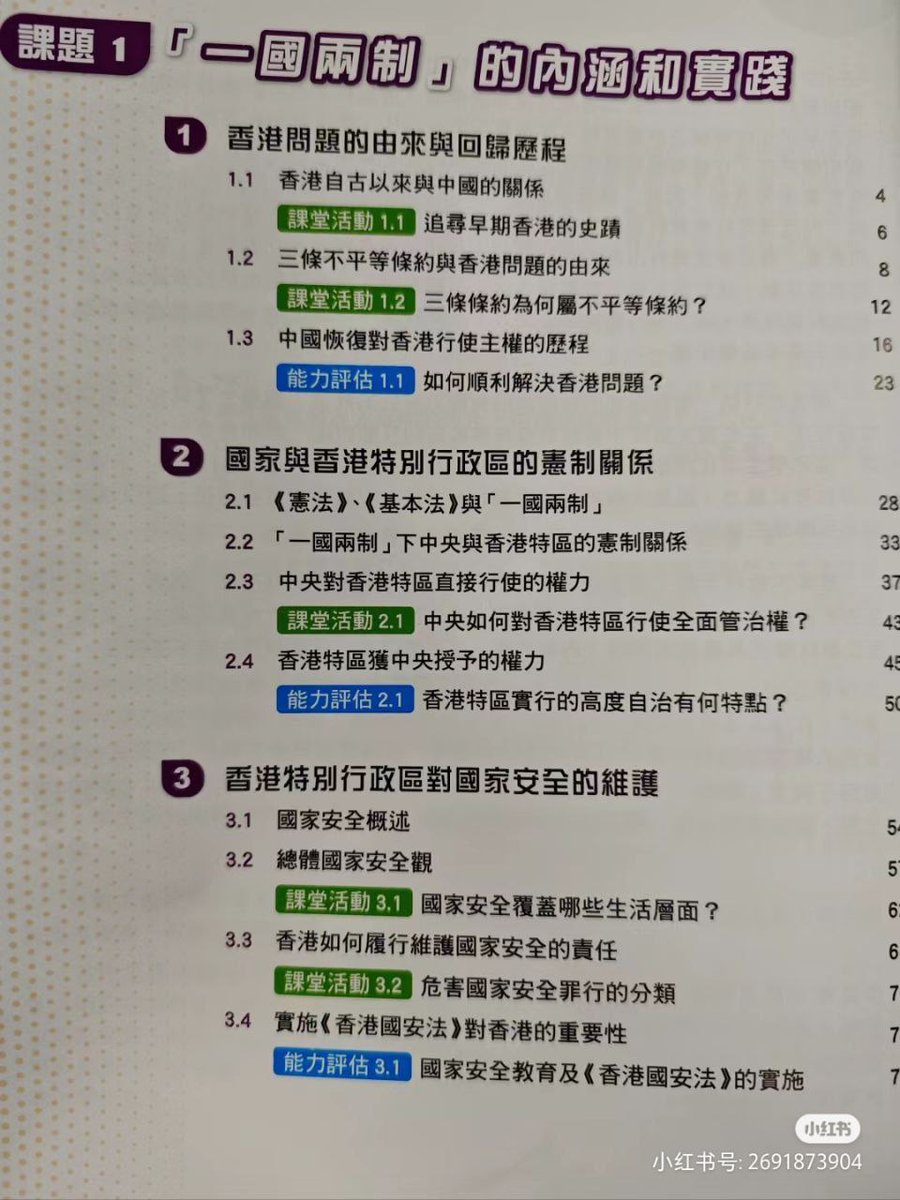 課題 1 「一國兩制」的內涵和實踐
1 香港問題的由來與回歸歷程
1.1 香港自古以來與中國的關係 4
課堂活動 1.1 追尋早期香港的史蹟 6
1.2 三條不平等條約與香港問題的由來 8
課堂活動 1.2 三條條約為何屬不平等條約？ 12
1.3 中國恢復對香港行使主權的歷程 16
能力評估 1.1 如何順利解決香港問題？ 23
2 國家與香港特別行政區的憲制關係
2.1 《憲法》、《基本法》與「一國兩制」 28
2.2 「一國兩制」下中央與香港特區的憲制關係 33
2.3 中央對香港特區直接行使的權力 37
課堂活動 2.1 中央如何對香港特區行使全面管治權？ 43
2.4 香港特區獲中央授予的權力 45
能力評估 2.1 香港特區實行的高度自治有何特點？ 50
3 香港特別行政區對國家安全的維護
3.1 國家安全概述 54
3.2 總體國家安全觀 57
課堂活動 3.1 國家安全覆蓋哪些生活層面？ 6
3.3 香港如何履行維護國家安全的責任 6
課堂活動 3.2 危害國家安全罪行的分類 7
3.4 實施《香港國安法》對香港的重要性 7
能力評估 3.1 國家安全教育及《香港國安法》的實施 7
小红书
小红书号: 2691873904